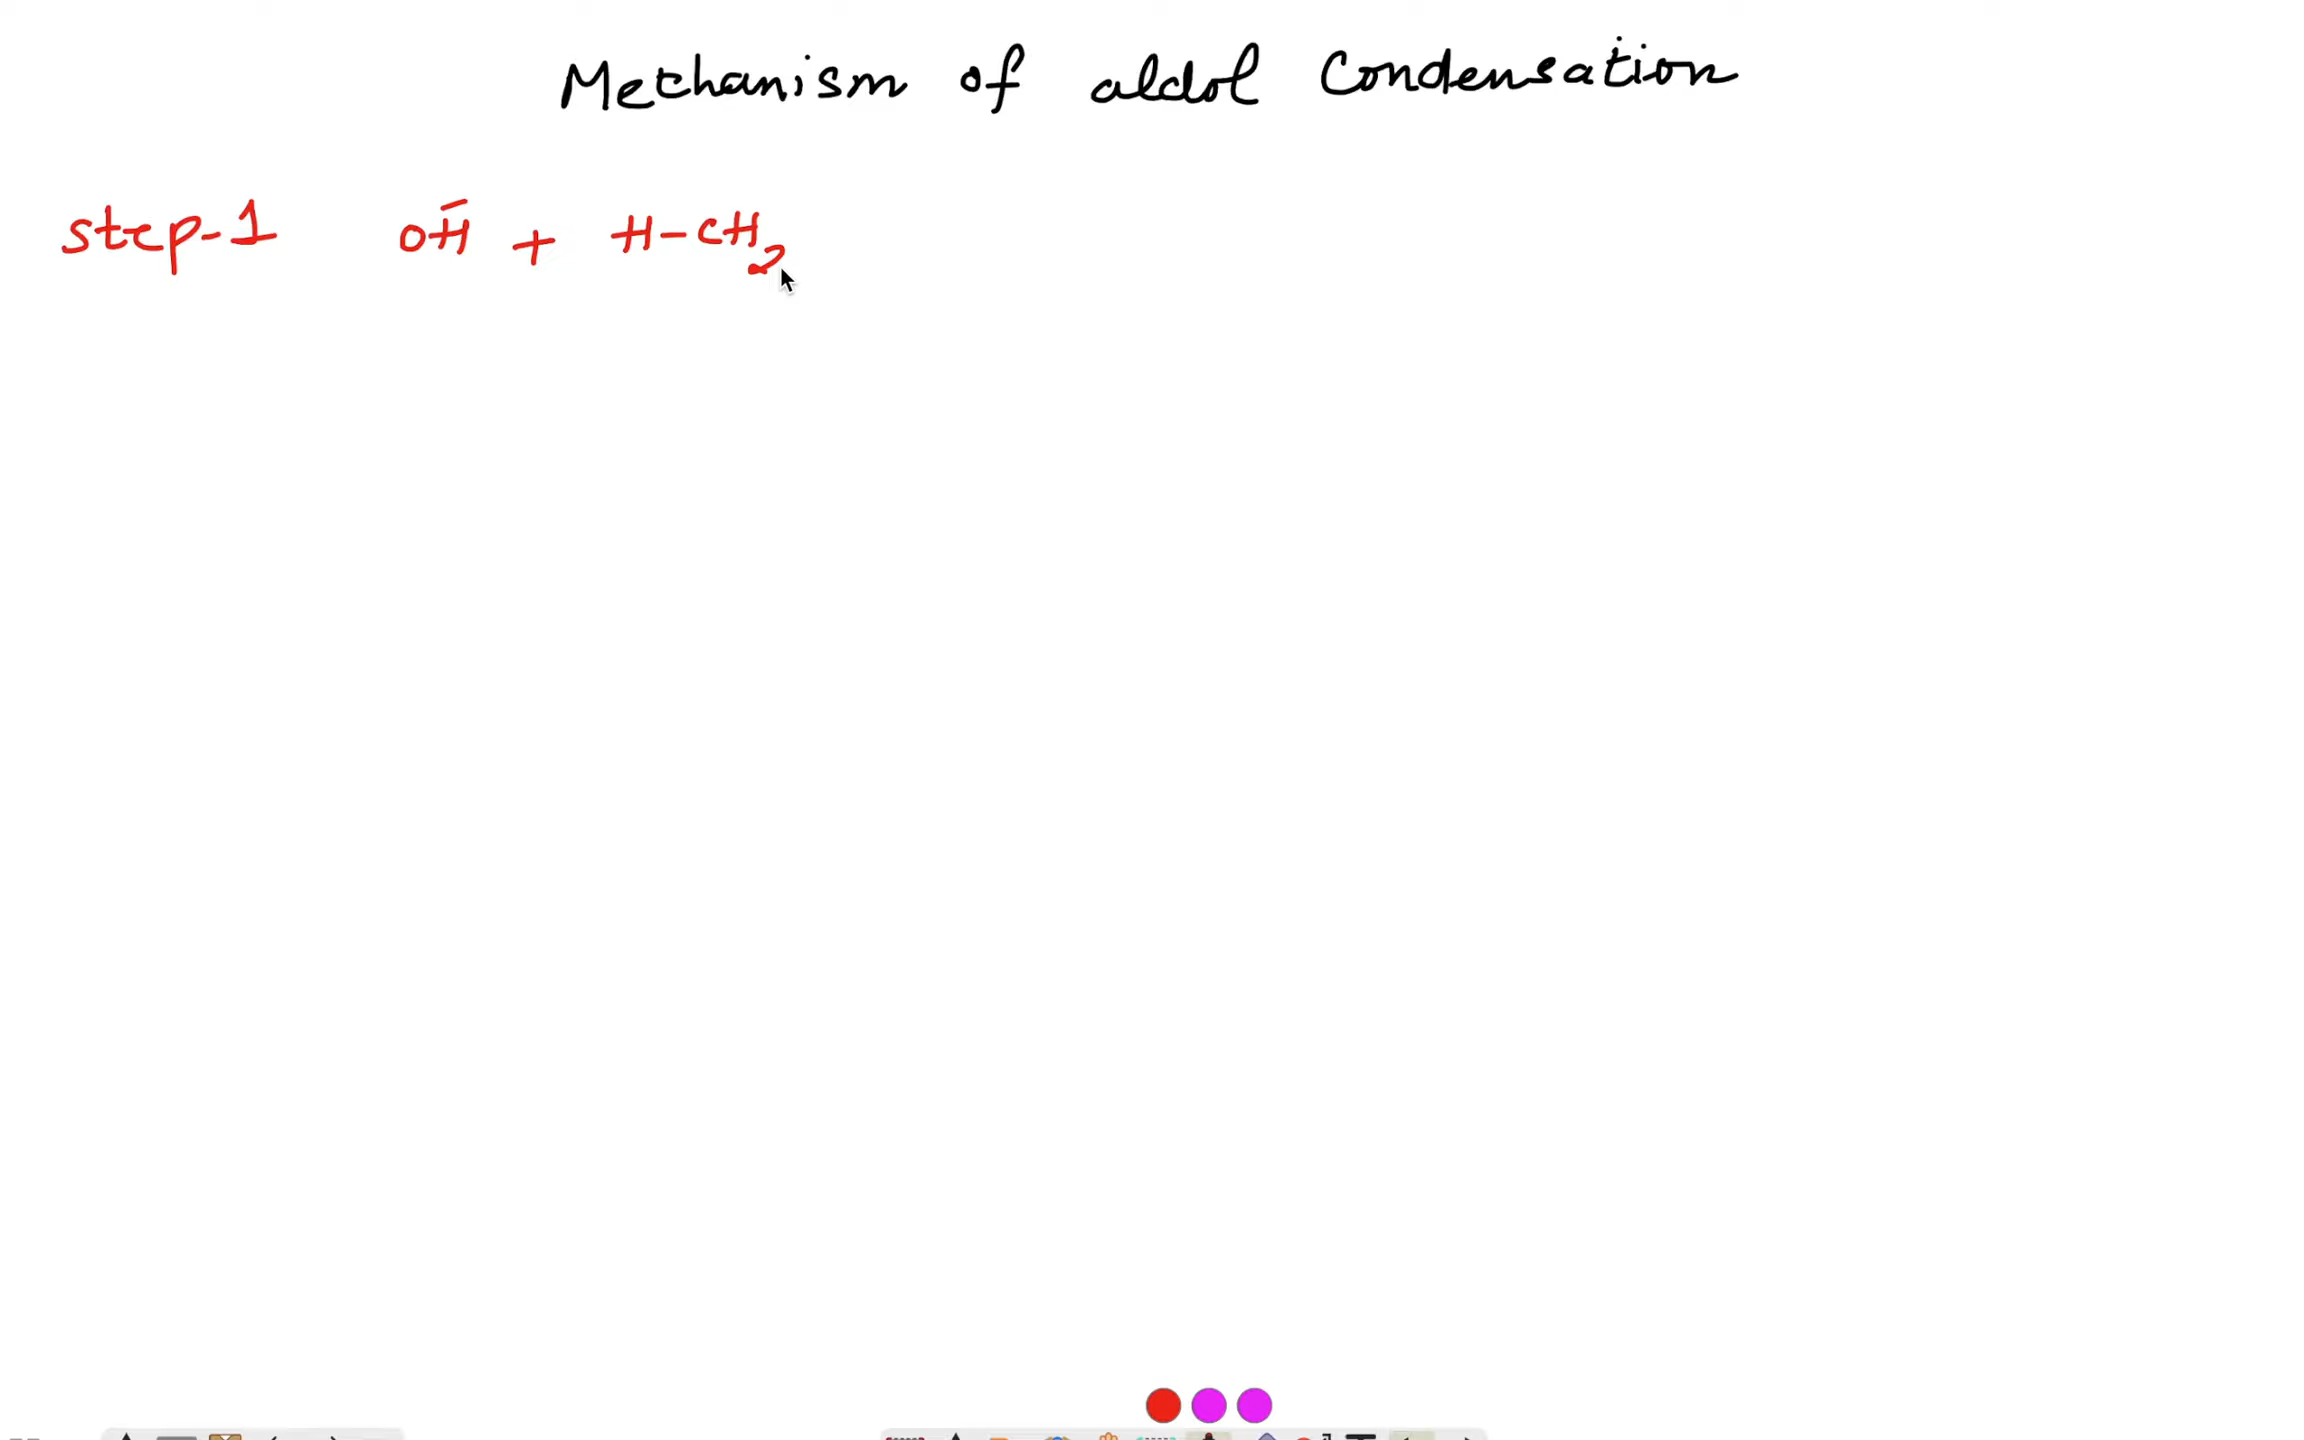 Mechanism of aldol Condensation
step-1 OH̄ + H-CH₂